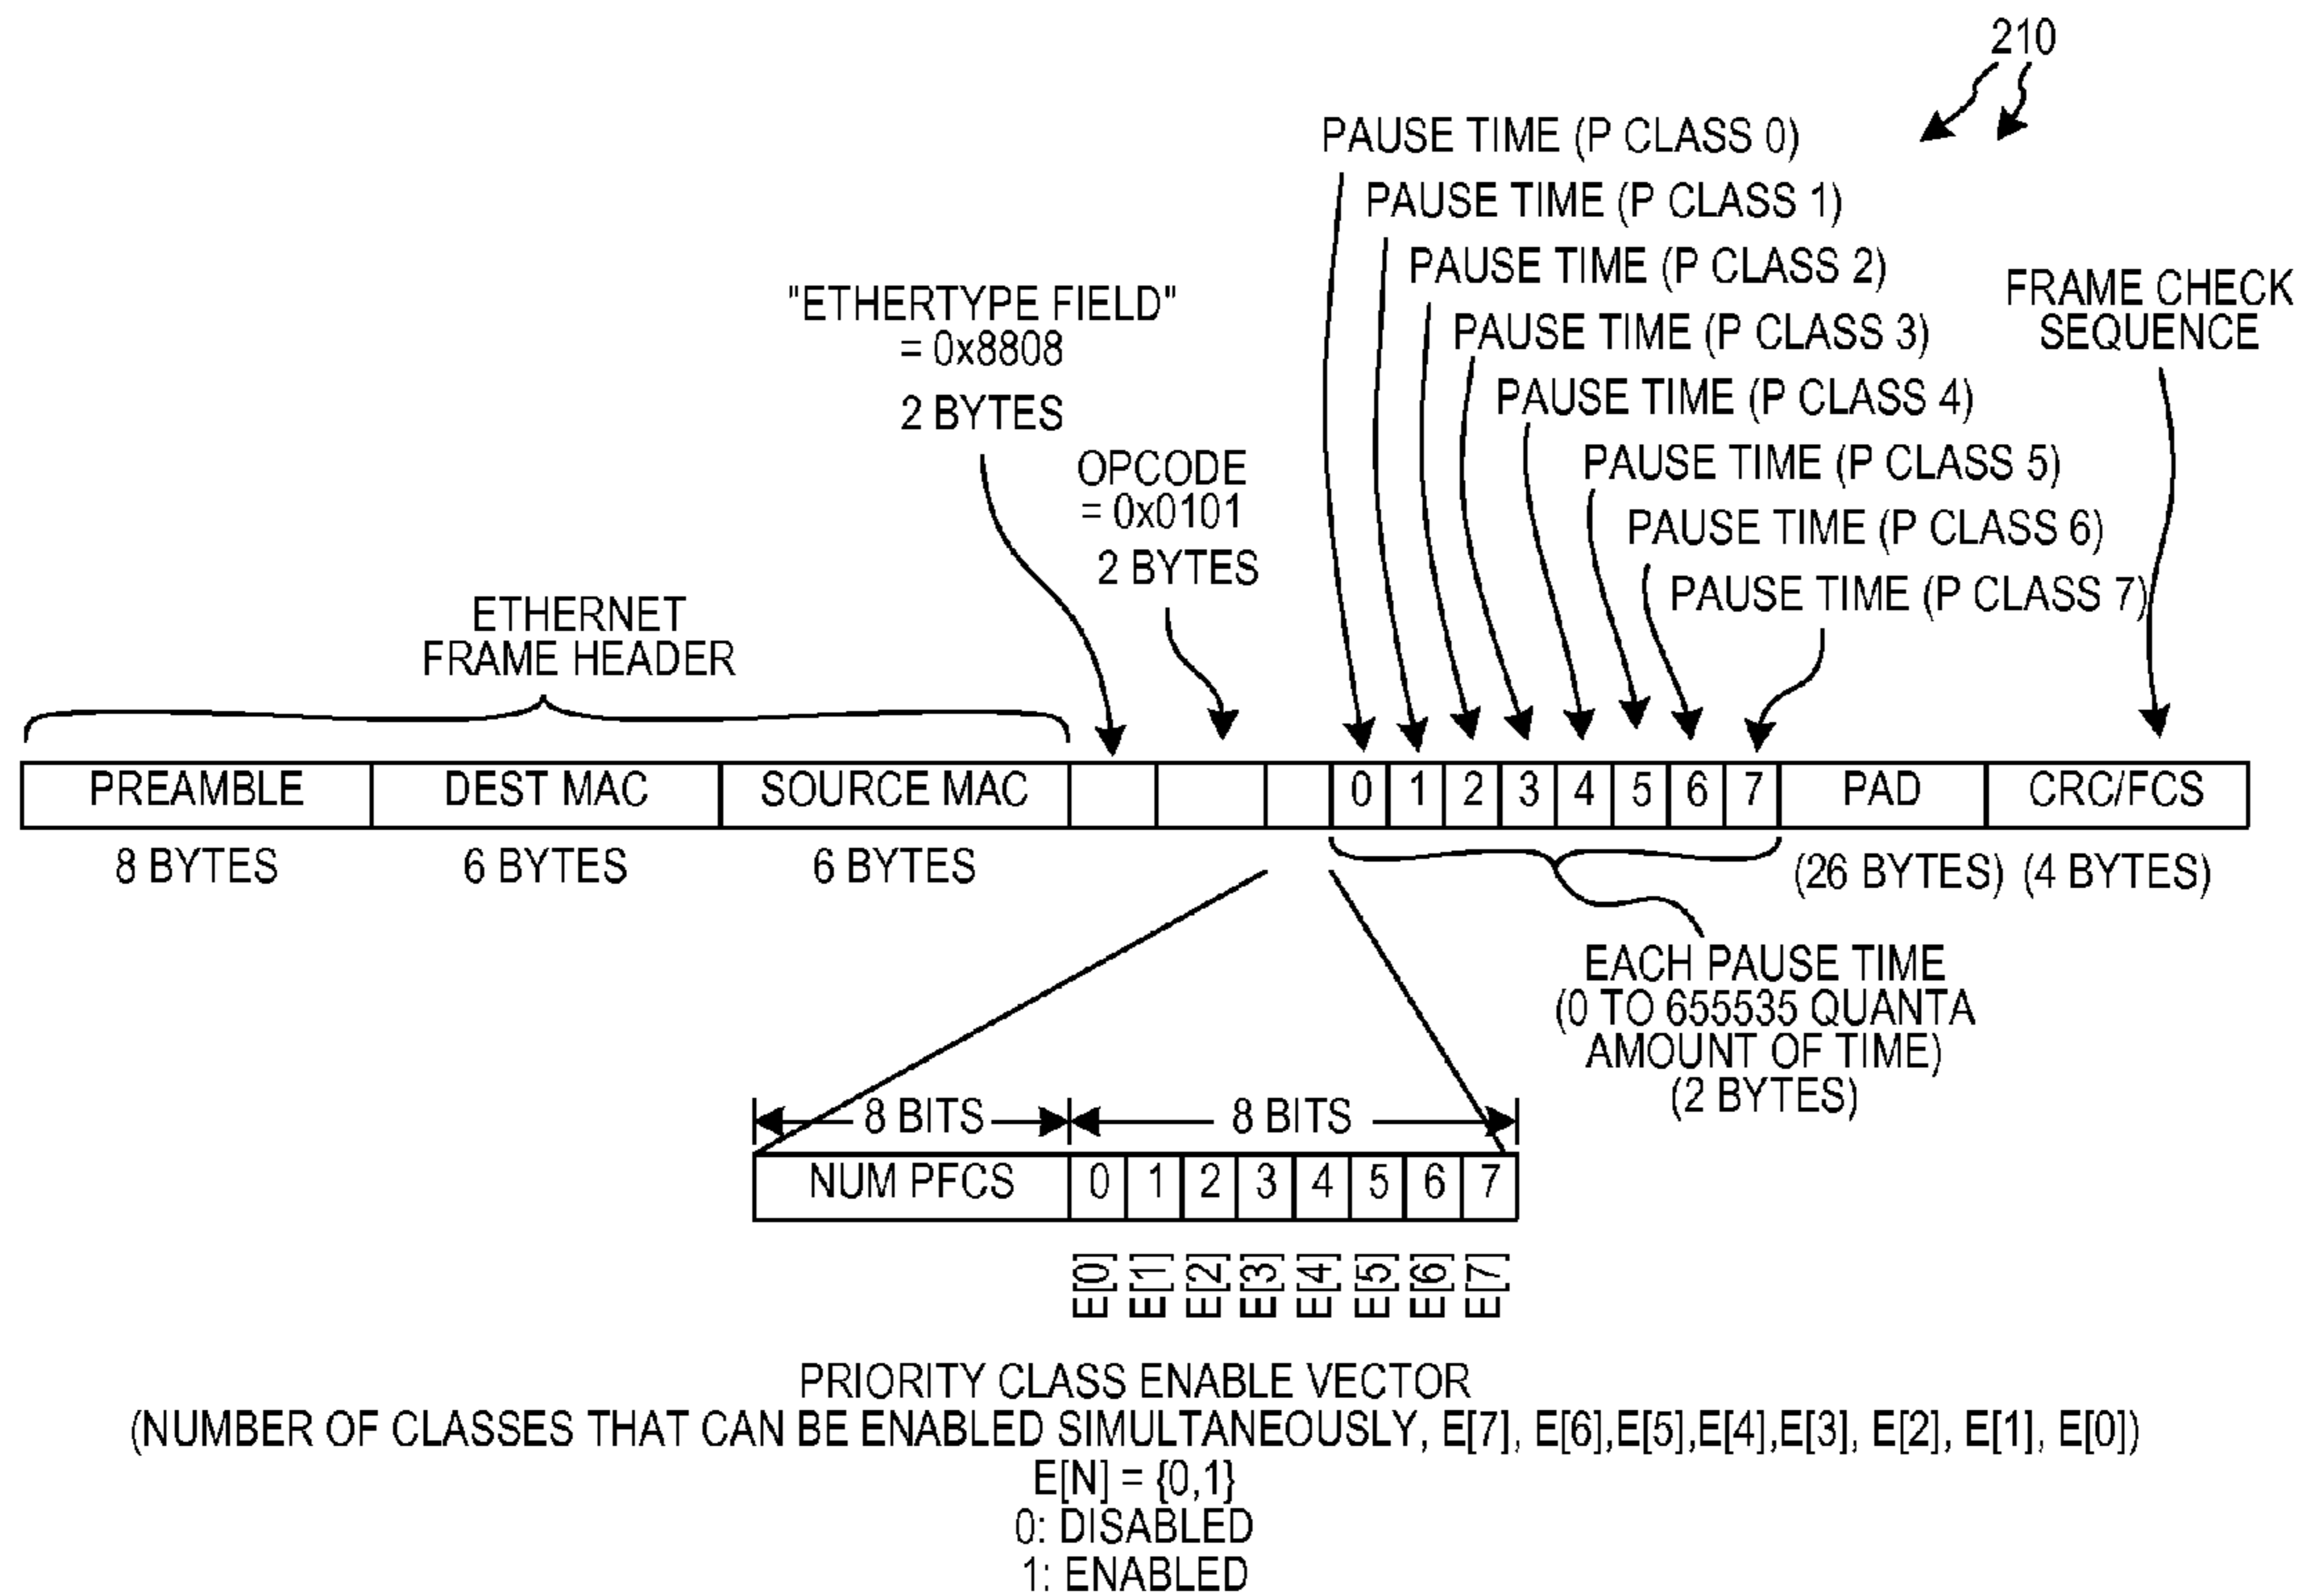 210
PAUSE TIME (P CLASS 0)
PAUSE TIME (P CLASS 1)
PAUSE TIME (P CLASS 2)
PAUSE TIME (P CLASS 3)
PAUSE TIME (P CLASS 4)
PAUSE TIME (P CLASS 5)
PAUSE TIME (P CLASS 6)
PAUSE TIME (P CLASS 7)
FRAME CHECK
SEQUENCE
"ETHERTYPE FIELD"
= 0x8808
2 BYTES
OPCODE
= 0x0101
2 BYTES
ETHERNET
FRAME HEADER
PREAMBLE DEST MAC SOURCE MAC 0 1 2 3 4 5 6 7 PAD CRC/FCS
8 BYTES 6 BYTES 6 BYTES (26 BYTES) (4 BYTES)
EACH PAUSE TIME
(0 TO 655535 QUANTA
AMOUNT OF TIME)
(2 BYTES)
8 BITS 8 BITS
NUM PFCS 0 1 2 3 4 5 6 7
E[0] E[1] E[2] E[3] E[4] E[5] E[6] E[7]
PRIORITY CLASS ENABLE VECTOR
(NUMBER OF CLASSES THAT CAN BE ENABLED SIMULTANEOUSLY, E[7], E[6],E[5],E[4],E[3], E[2], E[1], E[0])
E[N] = {0,1}
0: DISABLED
1: ENABLED